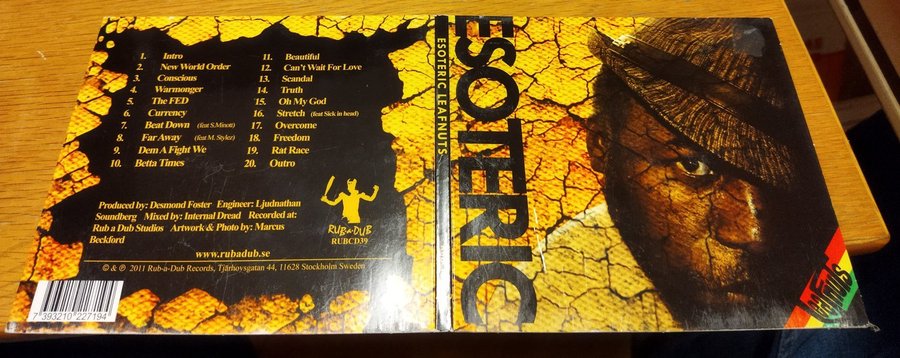 1. Intro
2. New World Order
3. Conscious
4. Warmonger
5. The FED
6. Currency
7. Beat Down (feat S.Minott)
8. Far Away (feat M. Stylez)
9. Dem A Fight We
10. Betta Times
11. Beautiful
12. Can't Wait For Love
13. Scandal
14. Truth
15. Oh My God
16. Stretch (feat Sick in head)
17. Overcome
18. Freedom
19. Rat Race
20. Outro
Produced by: Desmond Foster Engineer: Ljudnathan
Soundberg Mixed by: Internal Dread Recorded at:
Rub a Dub Studios Artwork & Photo by: Marcus
Beckford
RUB-a-DUB
RUBCD39
www.rubadub.se
© & ℗ 2011 Rub-a-Dub Records, Tjärhovsgatan 44, 11628 Stockholm Sweden
7 393210 227194
ESOTERIC LEAFNUTS
ESOTERIC
Leafnuts